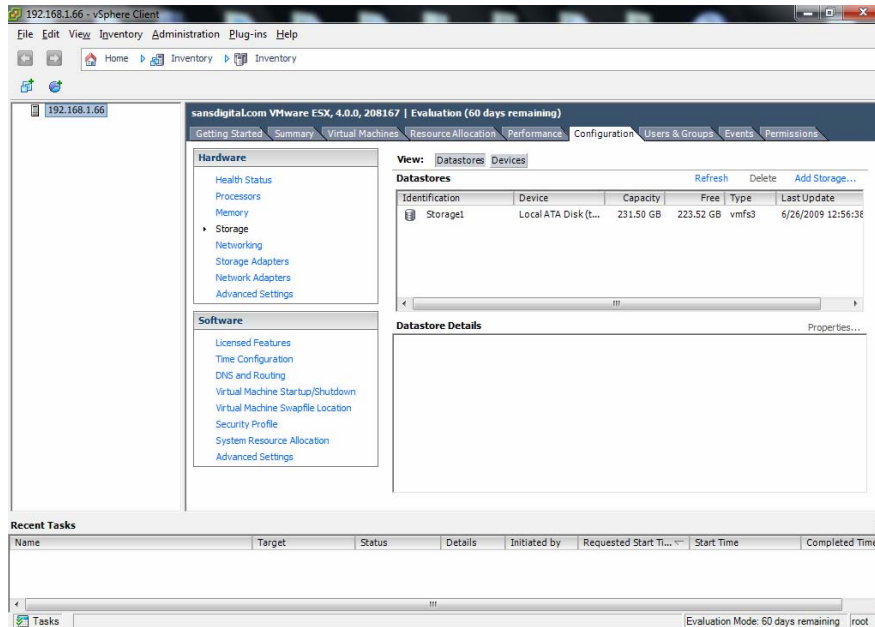 192.168.1.66 - vSphere Client
File Edit View Inventory Administration Plug-ins Help
Home Inventory Inventory
192.168.1.66
sansdigital.com VMware ESX, 4.0.0, 208167 | Evaluation (60 days remaining)
Getting Started Summary Virtual Machines Resource Allocation Performance Configuration Users & Groups Events Permissions
Hardware
Health Status
Processors
Memory
Storage
Networking
Storage Adapters
Network Adapters
Advanced Settings
Software
Licensed Features
Time Configuration
DNS and Routing
Virtual Machine Startup/Shutdown
Virtual Machine Swapfile Location
Security Profile
System Resource Allocation
Advanced Settings
View: Datastores Devices
Datastores Refresh Delete Add Storage...
Identification Device Capacity Free Type Last Update
Storage1 Local ATA Disk (t... 231.50 GB 223.52 GB vmfs3 6/26/2009 12:56:38
Datastore Details Properties...
Recent Tasks
Name Target Status Details Initiated by Requested Start Ti... Start Time Completed Time
Tasks Evaluation Mode: 60 days remaining root